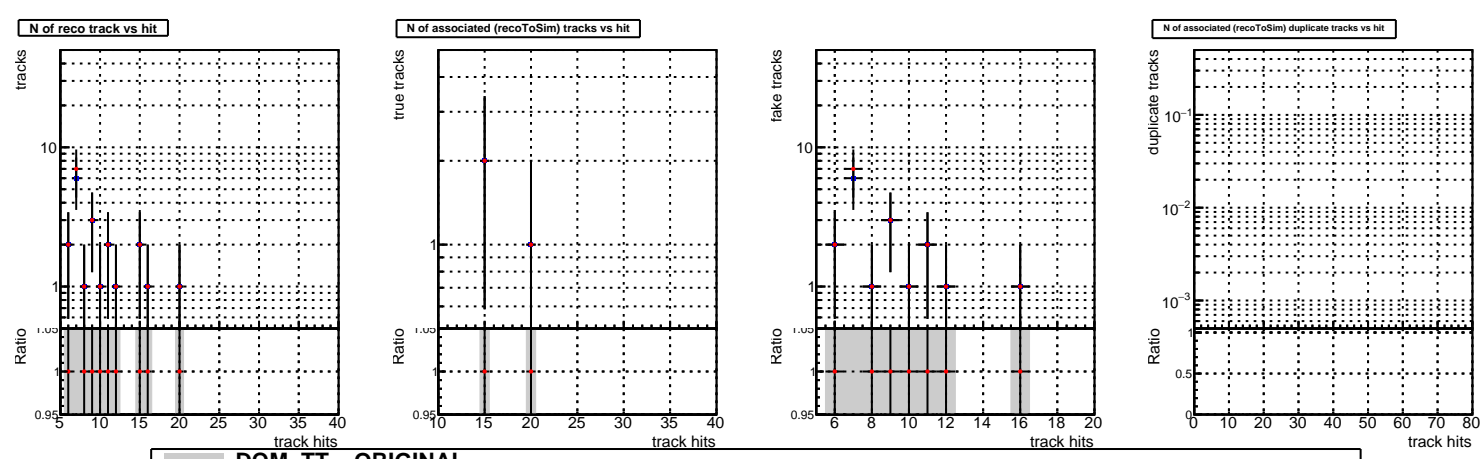 N of reco track vs hit
tracks
10
1
Ratio
1.05
1
0.95
5 10 15 20 25 30 35 40
track hits
N of associated (recoToSim) tracks vs hit
true tracks
1
Ratio
1.05
1
0.95
10 15 20 25 30 35 40
track hits
fake tracks
10
1
Ratio
1.05
1
0.95
6 8 10 12 14 16 18 20
track hits
N of associated (recoToSim) duplicate tracks vs hit
duplicate tracks
10−1
10−2
10−3
Ratio
1
0.5
0
0 10 20 30 40 50 60 70 80
track hits